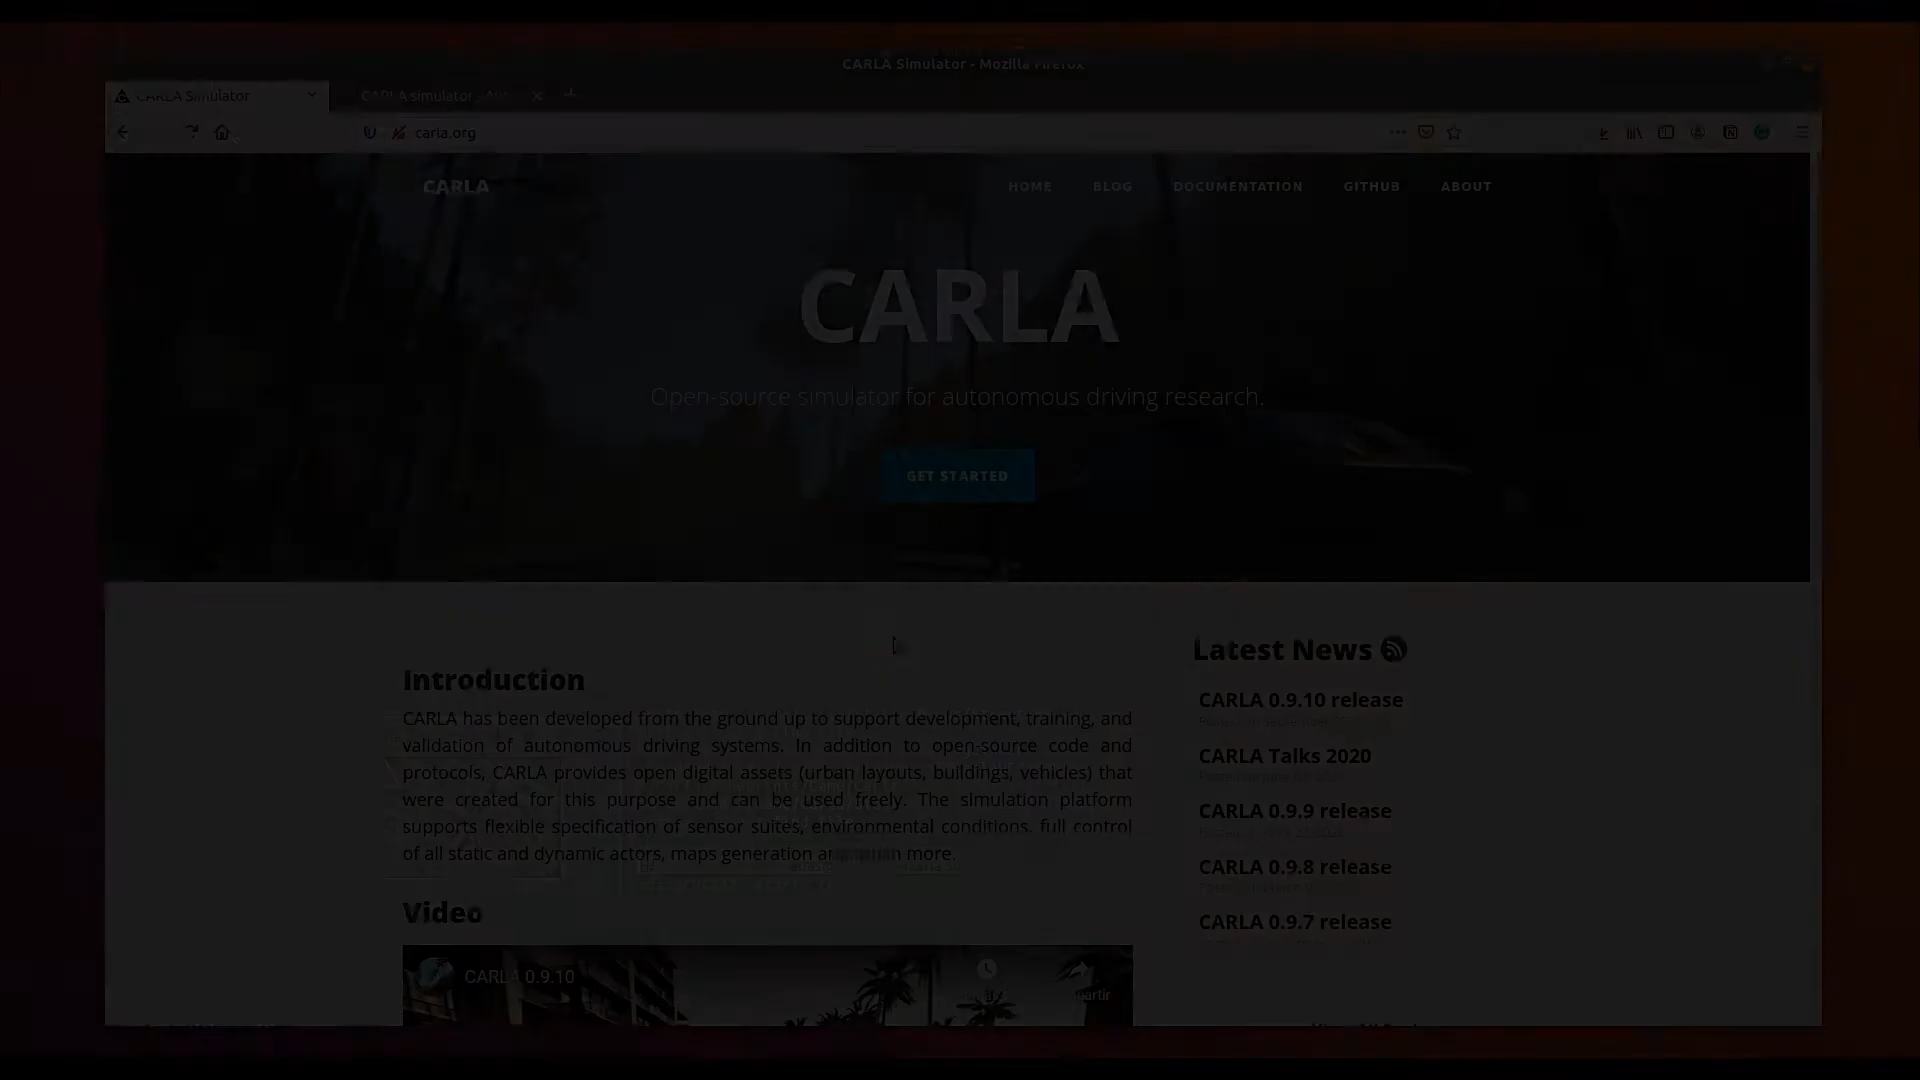 CARLA Simulator - Mozilla Firefox
CARLA Simulator
CARLA simulator
carla.org
CARLA
HOME BLOG DOCUMENTATION GITHUB ABOUT
CARLA
Open-source simulator for autonomous driving research.
GET STARTED
Introduction
CARLA has been developed from the ground up to support development, training, and
validation of autonomous driving systems. In addition to open-source code and
protocols, CARLA provides open digital assets (urban layouts, buildings, vehicles) that
were created for this purpose and can be used freely. The simulation platform
supports flexible specification of sensor suites, environmental conditions, full control
of all static and dynamic actors, maps generation more.
Video
CARLA 0.9.10
Latest News
CARLA 0.9.10 release
CARLA Talks 2020
CARLA 0.9.9 release
CARLA 0.9.8 release
CARLA 0.9.7 release